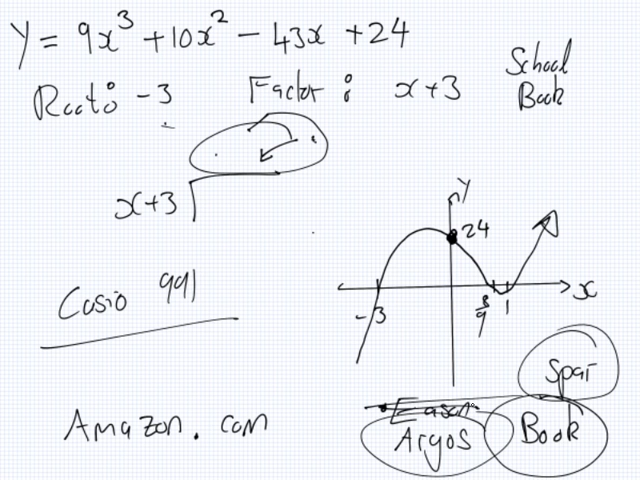 Y = 9x³ + 10x² - 43x + 24
Root: -3 Factor: x+3
School
Book
x+3
Y
24
-3
8/9
1
x
Casio 991
Spar
Eason
Argos
Book
Amazon.com